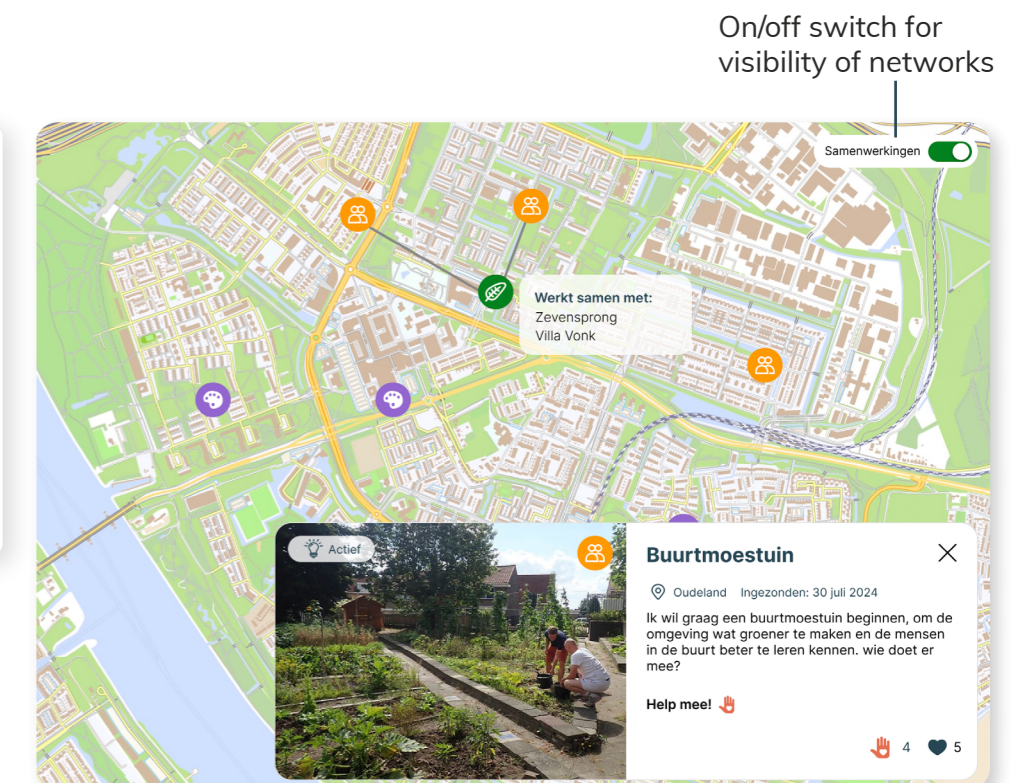 On/off switch for
visibility of networks
Samenwerkingen
Werkt samen met:
Zevensprong
Villa Vonk
Actief
Buurtmoestuin
Oudeland Ingezonden: 30 juli 2024
Ik wil graag een buurtmoestuin beginnen, om de
omgeving wat groener te maken en de mensen
in de buurt beter te leren kennen. wie doet er
mee?
Help mee!
4 5